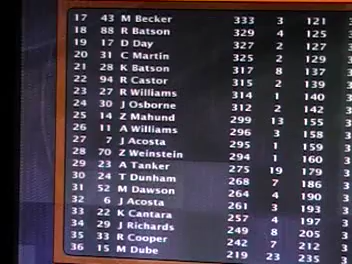 17 43 M Becker 333 3 121
18 88 R Batson 329 4 125
19 17 D Day 327 2 127
20 31 C Martin 325 2 129
21 28 K Batson 317 8 137
22 94 R Castor 315 2 139
23 27 R Williams 314 1 140
24 30 J Osborne 312 2 142
25 14 Z Mahund 299 13 155
26 11 A Williams 296 3 158
27 7 J Acosta 295 1 159
28 70 Z Weinstein 294 1 160
29 23 A Tanker 275 19 179
30 24 T Dunham 268 7 186
31 52 M Dawson 264 4 190
32 6 J Acosta 261 3 193
33 22 K Cantara 257 4 197
34 29 J Richards 249 8 205
35 33 R Cooper 242 7 212
36 15 M Dube 219 23 235